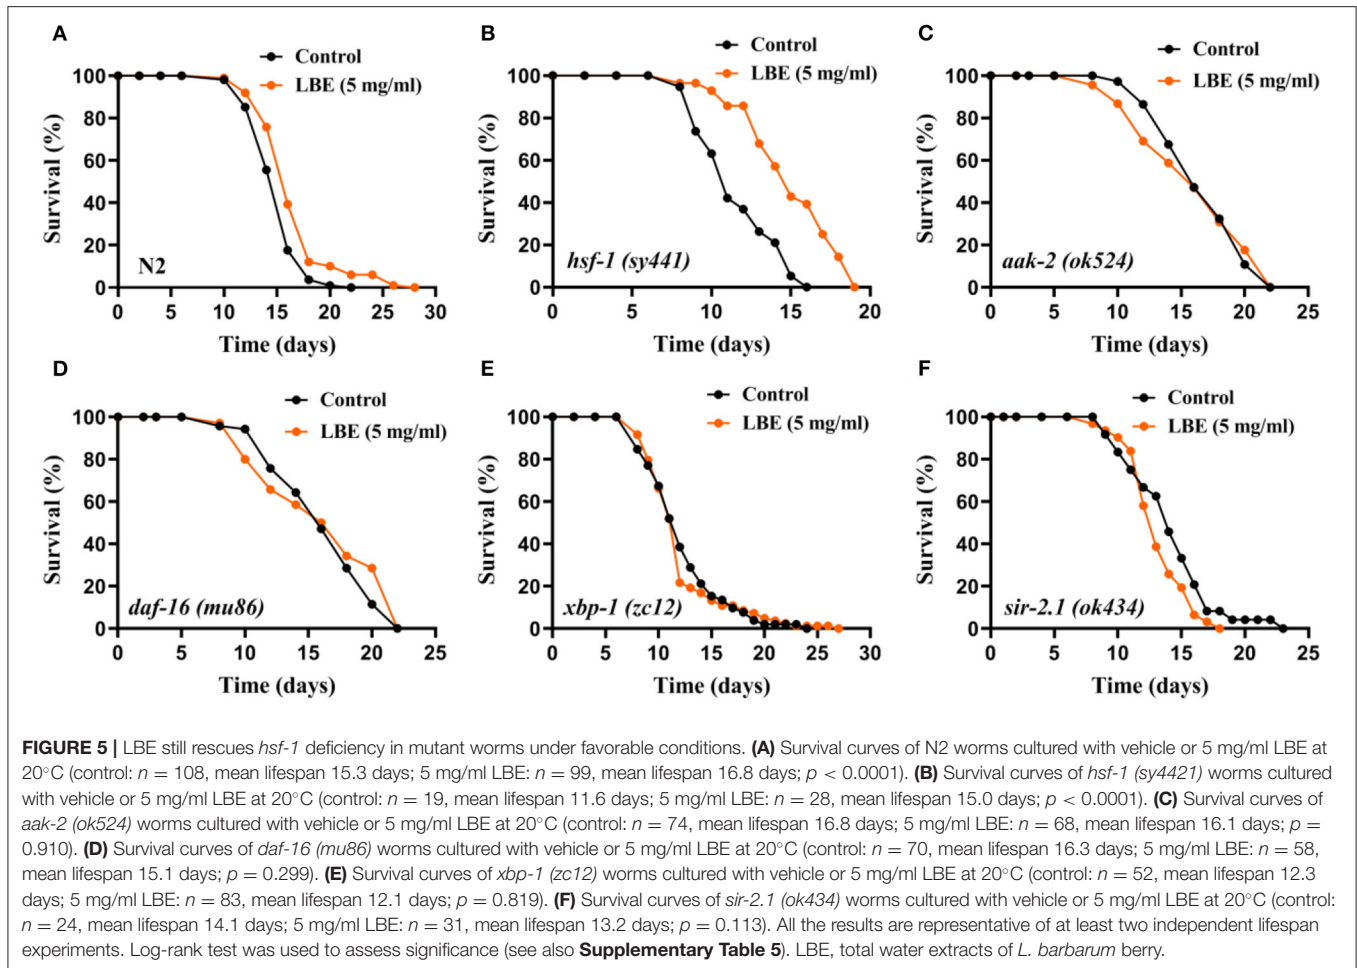 A
Control
LBE (5 mg/ml)
100
80
60
40
20
0
Survival (%)
N2
0 5 10 15 20 25 30
Time (days)
B
Control
LBE (5 mg/ml)
100
80
60
40
20
0
Survival (%)
hsf-1 (sy441)
0 5 10 15 20
Time (days)
C
Control
LBE (5 mg/ml)
100
80
60
40
20
0
Survival (%)
aak-2 (ok524)
0 5 10 15 20 25
Time (days)
D
Control
LBE (5 mg/ml)
100
80
60
40
20
0
Survival (%)
daf-16 (mu86)
0 5 10 15 20 25
Time (days)
E
Control
LBE (5 mg/ml)
100
80
60
40
20
0
Survival (%)
xbp-1 (zc12)
0 5 10 15 20 25 30
Time (days)
F
Control
LBE (5 mg/ml)
100
80
60
40
20
0
Survival (%)
sir-2.1 (ok434)
0 5 10 15 20 25
Time (days)
FIGURE 5 | LBE still rescues hsf-1 deficiency in mutant worms under favorable conditions. (A) Survival curves of N2 worms cultured with vehicle or 5 mg/ml LBE at
20°C (control: n = 108, mean lifespan 15.3 days; 5 mg/ml LBE: n = 99, mean lifespan 16.8 days; p < 0.0001). (B) Survival curves of hsf-1 (sy4421) worms cultured
with vehicle or 5 mg/ml LBE at 20°C (control: n = 19, mean lifespan 11.6 days; 5 mg/ml LBE: n = 28, mean lifespan 15.0 days; p < 0.0001). (C) Survival curves of
aak-2 (ok524) worms cultured with vehicle or 5 mg/ml LBE at 20°C (control: n = 74, mean lifespan 16.8 days; 5 mg/ml LBE: n = 68, mean lifespan 16.1 days; p =
0.910). (D) Survival curves of daf-16 (mu86) worms cultured with vehicle or 5 mg/ml LBE at 20°C (control: n = 70, mean lifespan 16.3 days; 5 mg/ml LBE: n = 58,
mean lifespan 15.1 days; p = 0.299). (E) Survival curves of xbp-1 (zc12) worms cultured with vehicle or 5 mg/ml LBE at 20°C (control: n = 52, mean lifespan 12.3
days; 5 mg/ml LBE: n = 83, mean lifespan 12.1 days; p = 0.819). (F) Survival curves of sir-2.1 (ok434) worms cultured with vehicle or 5 mg/ml LBE at 20°C (control:
n = 24, mean lifespan 14.1 days; 5 mg/ml LBE: n = 31, mean lifespan 13.2 days; p = 0.113). All the results are representative of at least two independent lifespan
experiments. Log-rank test was used to assess significance (see also Supplementary Table 5). LBE, total water extracts of L. barbarum berry.